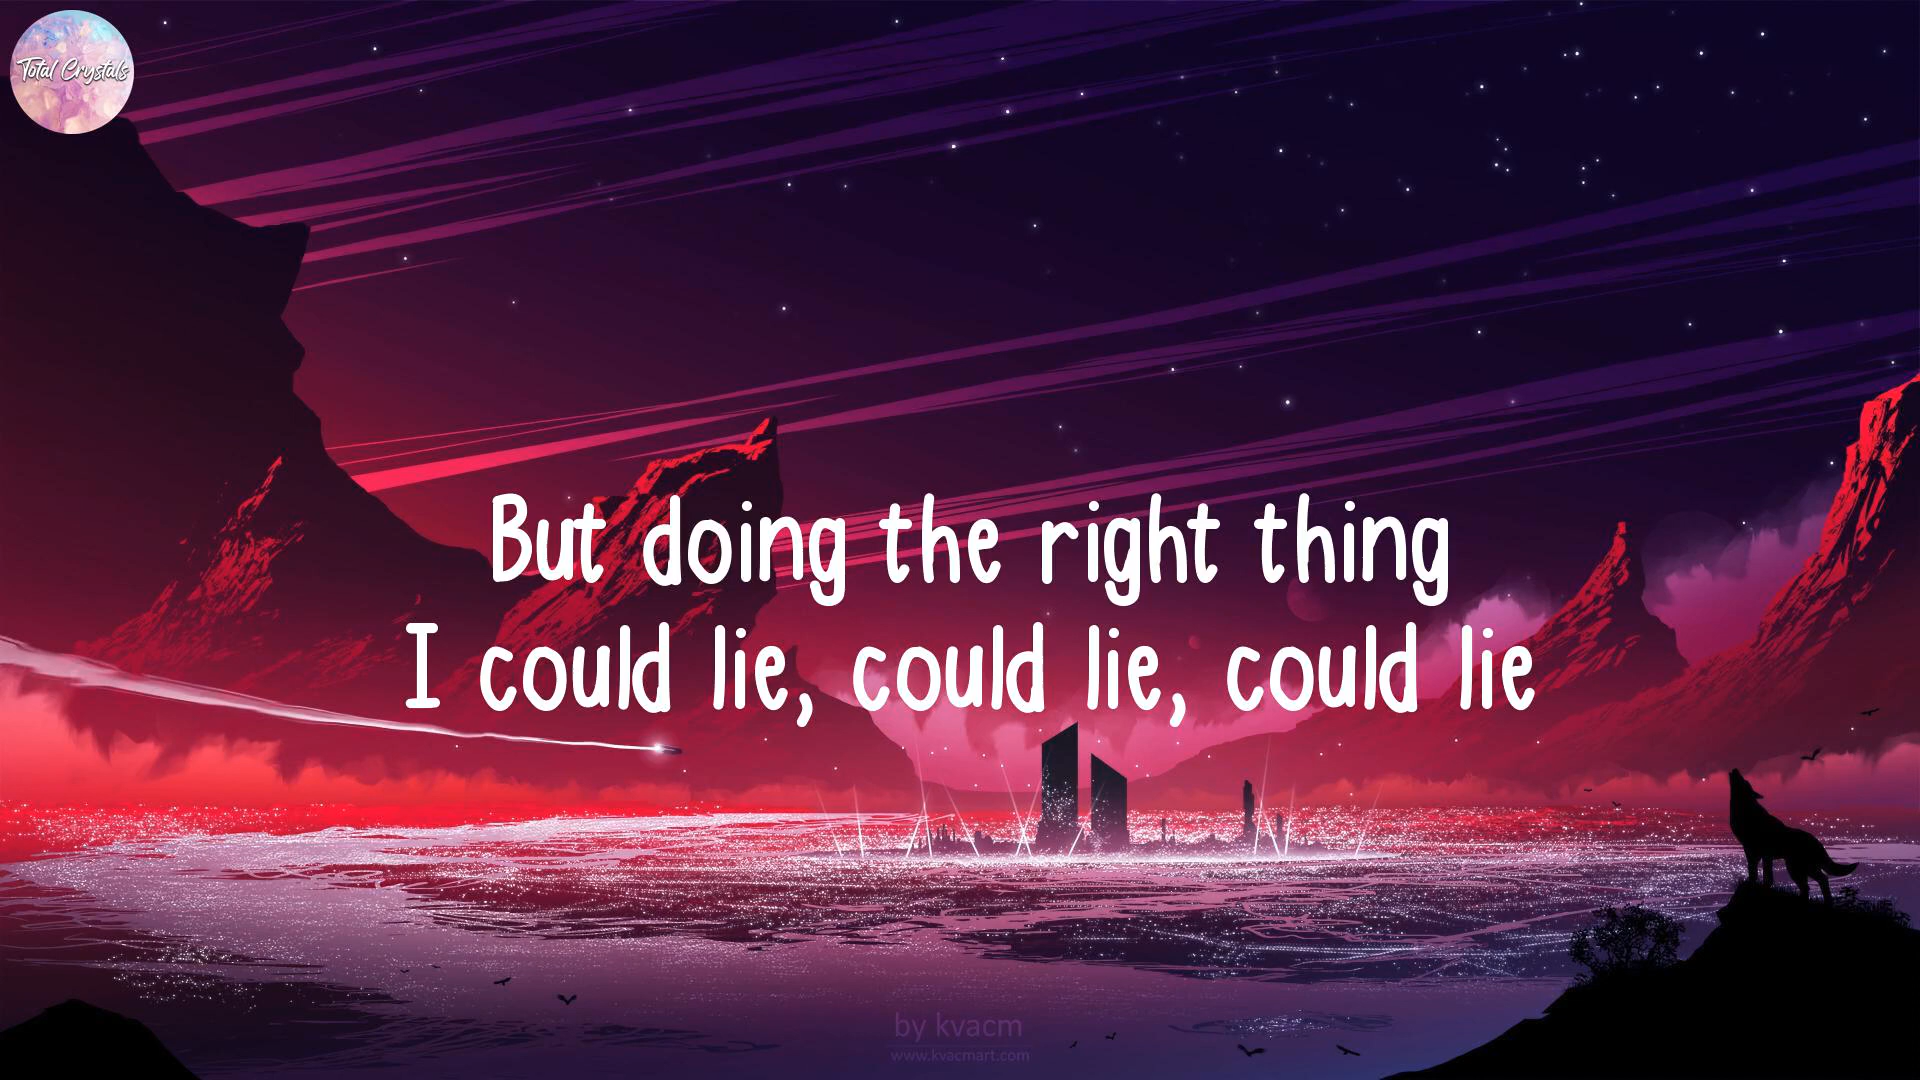 Total Crystals
But doing the right thing
I could lie, could lie, could lie
by kvacm
www.kvacmart.com